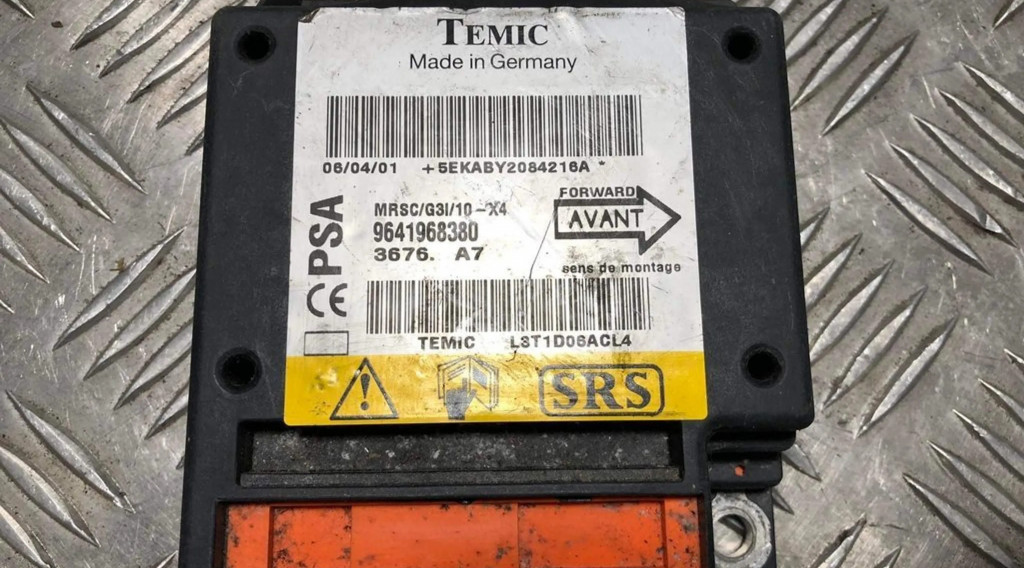 TEMIC
Made in Germany
06/04/01 +5EKABY2084216A *
PSA
MRSC/G3I/10-X4
9641968380
3676. A7
FORWARD
AVANT
sens de montage
CE
TEMIC L3T1D06ACL4
SRS